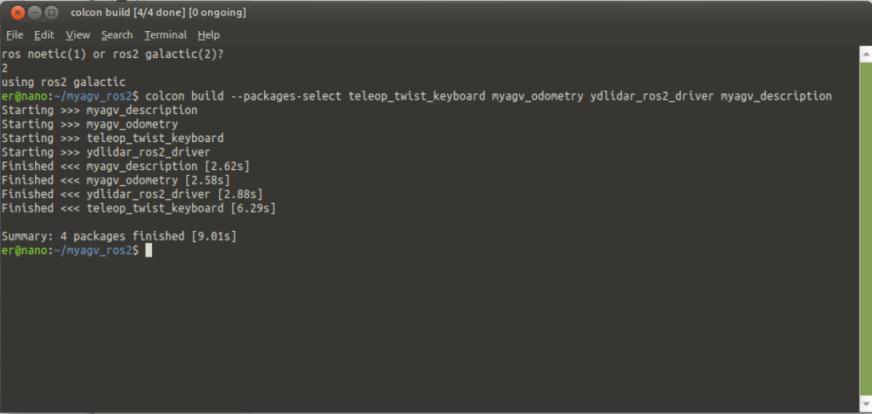 colcon build [4/4 done] [0 ongoing]
File Edit View Search Terminal Help
ros noetic(1) or ros2 galactic(2)?
2
using ros2 galactic
er@nano:~/myagv_ros2$ colcon build --packages-select teleop_twist_keyboard myagv_odometry ydlidar_ros2_driver myagv_description
Starting >>> myagv_description
Starting >>> myagv_odometry
Starting >>> teleop_twist_keyboard
Starting >>> ydlidar_ros2_driver
Finished <<< myagv_description [2.62s]
Finished <<< myagv_odometry [2.58s]
Finished <<< ydlidar_ros2_driver [2.88s]
Finished <<< teleop_twist_keyboard [6.29s]
Summary: 4 packages finished [9.01s]
er@nano:~/myagv_ros2$